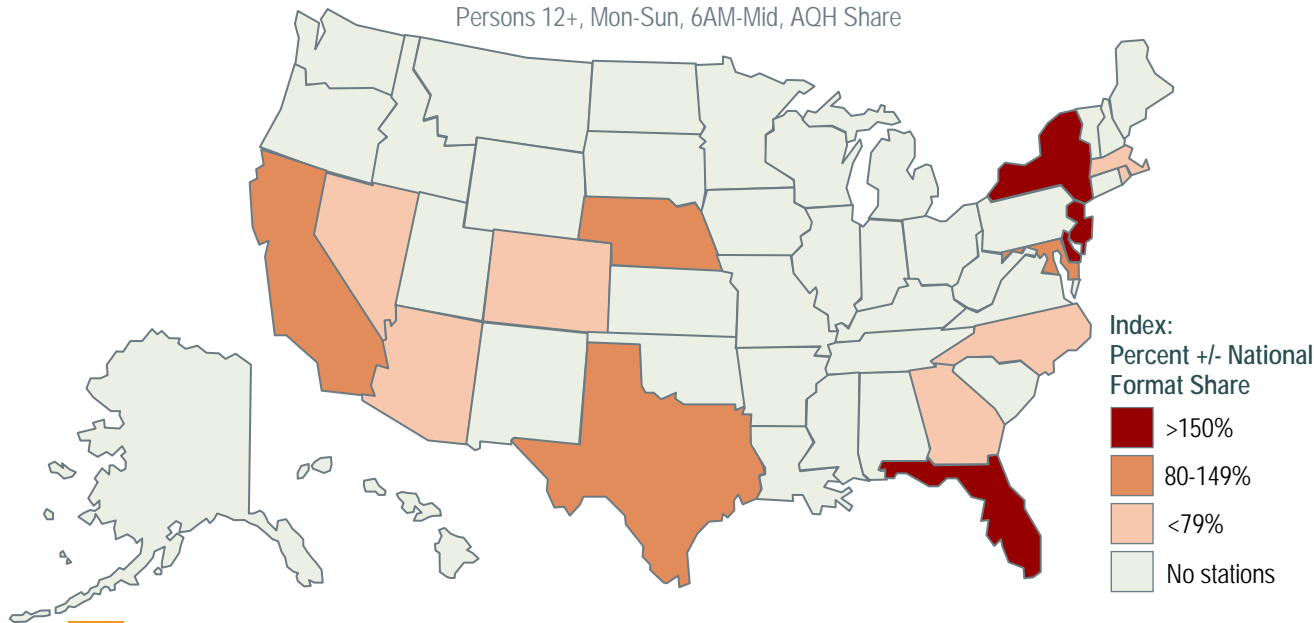 Persons 12+, Mon-Sun, 6AM-Mid, AQH Share
Index:
Percent +/- National
Format Share
>150%
80-149%
<79%
No stations